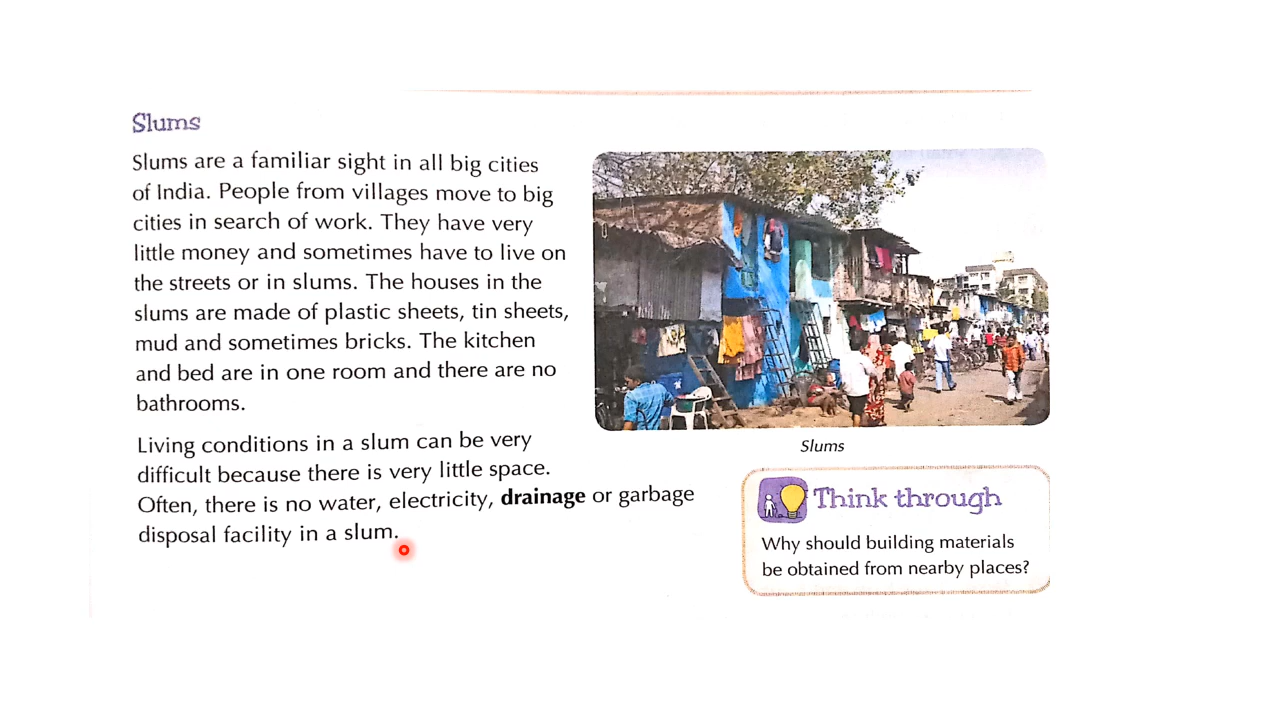 Slums
Slums are a familiar sight in all big cities
of India. People from villages move to big
cities in search of work. They have very
little money and sometimes have to live on
the streets or in slums. The houses in the
slums are made of plastic sheets, tin sheets,
mud and sometimes bricks. The kitchen
and bed are in one room and there are no
bathrooms.
Living conditions in a slum can be very
difficult because there is very little space.
Often, there is no water, electricity, drainage or garbage
disposal facility in a slum.
Slums
Think through
Why should building materials
be obtained from nearby places?